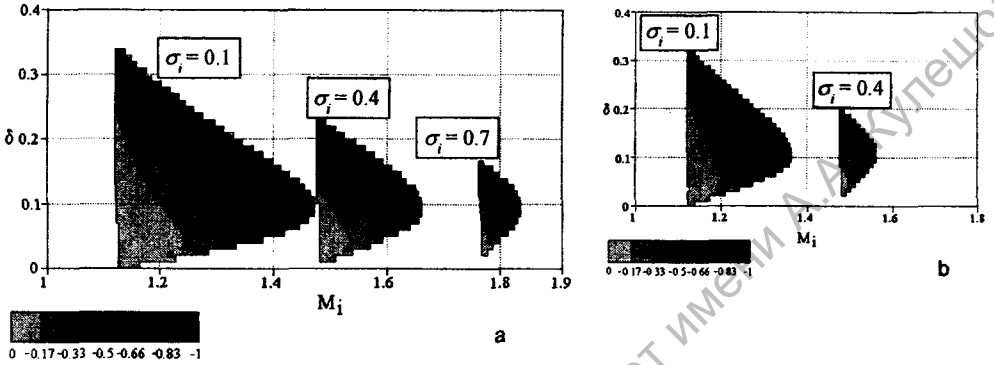 0.4
0.3
0.2
0.1
0
δ
σi = 0.1
σi = 0.4
σi = 0.7
1 1.2 1.4 1.6 1.8 1.9
Mi
0 -0.17 -0.33 -0.5 -0.66 -0.83 -1
a
0.4
0.3
0.2
0.1
0
δ
σi = 0.1
σi = 0.4
1 1.2 1.4 1.6 1.8
Mi
0 -0.17 -0.33 -0.5 -0.66 -0.83 -1
b
имени А.А. Кулешо